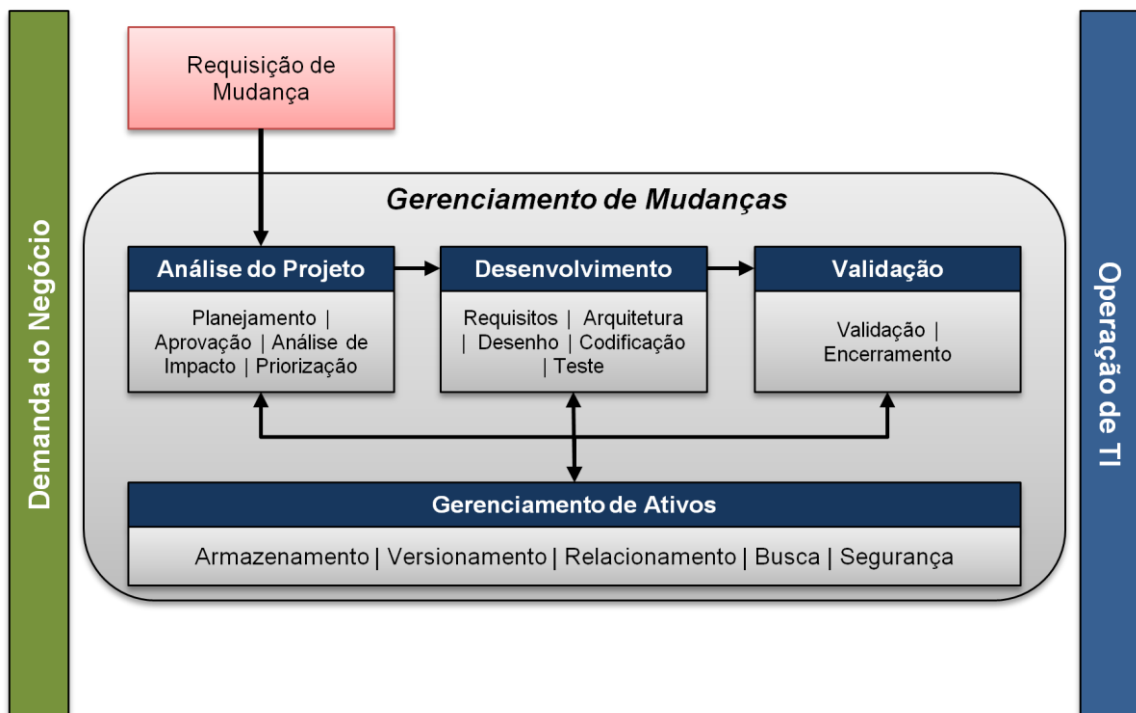 Demanda do Negócio
Requisição de
Mudança
Gerenciamento de Mudanças
Análise do Projeto
Planejamento |
Aprovação | Análise de
Impacto | Priorização
Desenvolvimento
Requisitos | Arquitetura
| Desenho | Codificação
| Teste
Validação
Validação |
Encerramento
Gerenciamento de Ativos
Armazenamento | Versionamento | Relacionamento | Busca | Segurança
Operação de TI